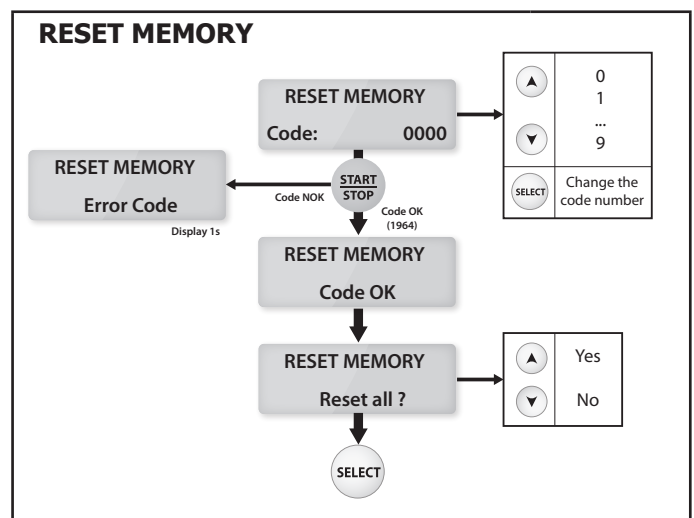 RESET MEMORY
RESET MEMORY
Code: 0000
0
1
...
9
SELECT
Change the
code number
START
STOP
RESET MEMORY
Error Code
Display 1s
Code NOK
Code OK
(1964)
RESET MEMORY
Code OK
RESET MEMORY
Reset all ?
Yes
No
SELECT